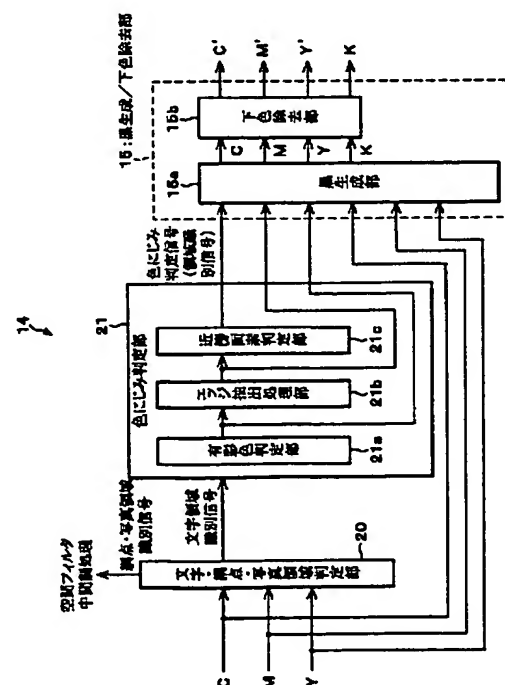 14
空間フィルタ
中間調処理
網点・写真領域
識別信号
文字領域
識別信号
20
文字・網点・写真領域判定部
C
M
Y
21
色にじみ判定部
有彩色判定部
21a
エッジ抽出処理部
21b
近隣画素判定部
21c
色にじみ
判定信号
(領域識
別信号)
15:黒生成/下色除去部
15a
黒生成部
C
M
Y
K
15b
下色除去部
C'
M'
Y'
K